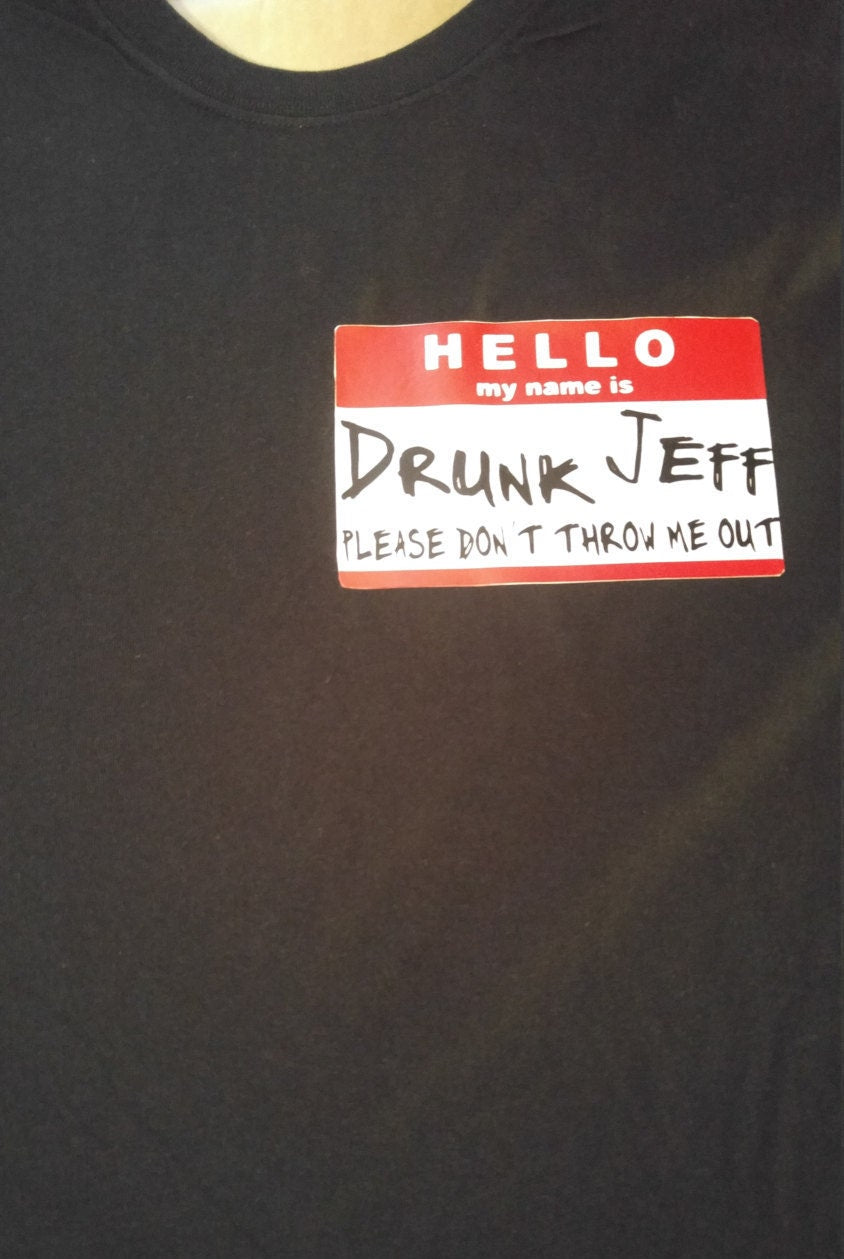 HELLO
my name is
DRUNK JEFF
PLEASE DON'T THROW ME OUT